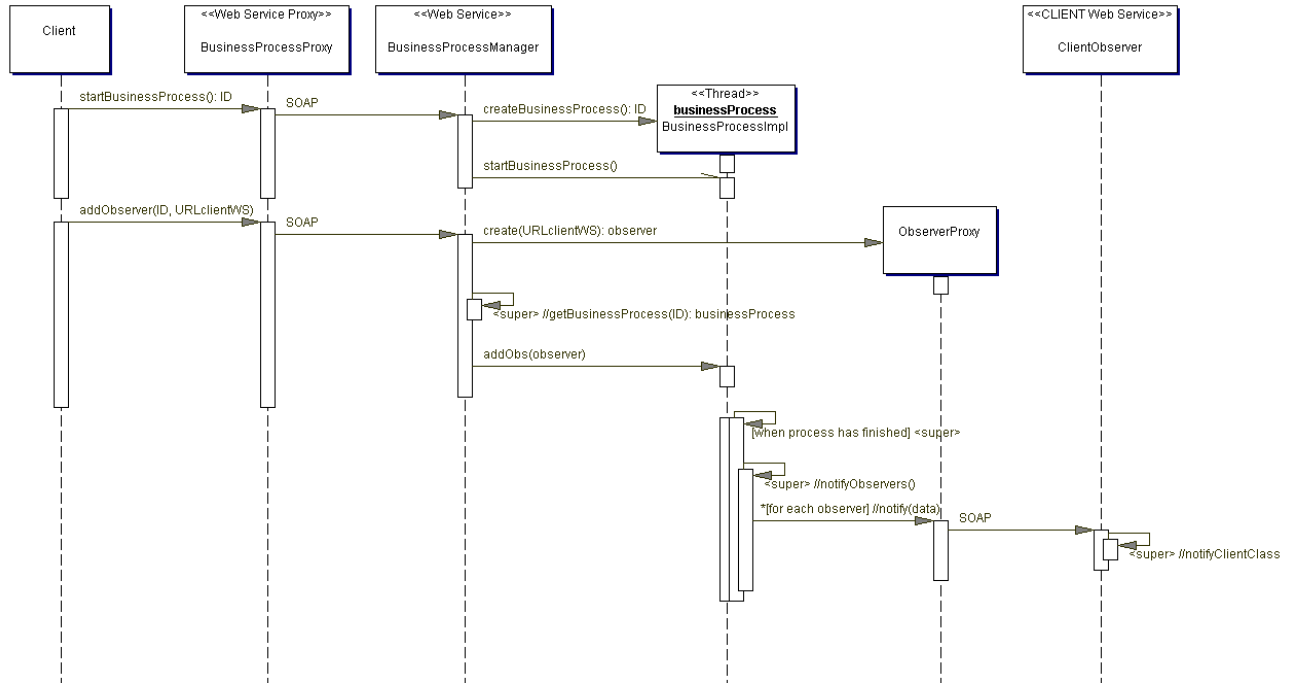 Client
<<Web Service Proxy>>
BusinessProcessProxy
<<Web Service>>
BusinessProcessManager
<<CLIENT Web Service>>
ClientObserver
<<Thread>>
businessProcess
BusinessProcessImpl
startBusinessProcess(): ID
SOAP
createBusinessProcess(): ID
startBusinessProcess()
addObserver(ID, URLclientWS)
SOAP
create(URLclientWS): observer
ObserverProxy
<super> //getBusinessProcess(ID): businessProcess
addObs(observer)
[when process has finished] <super>
<super> //notifyObservers()
*[for each observer] //notify(data)
SOAP
<super> //notifyClientClass